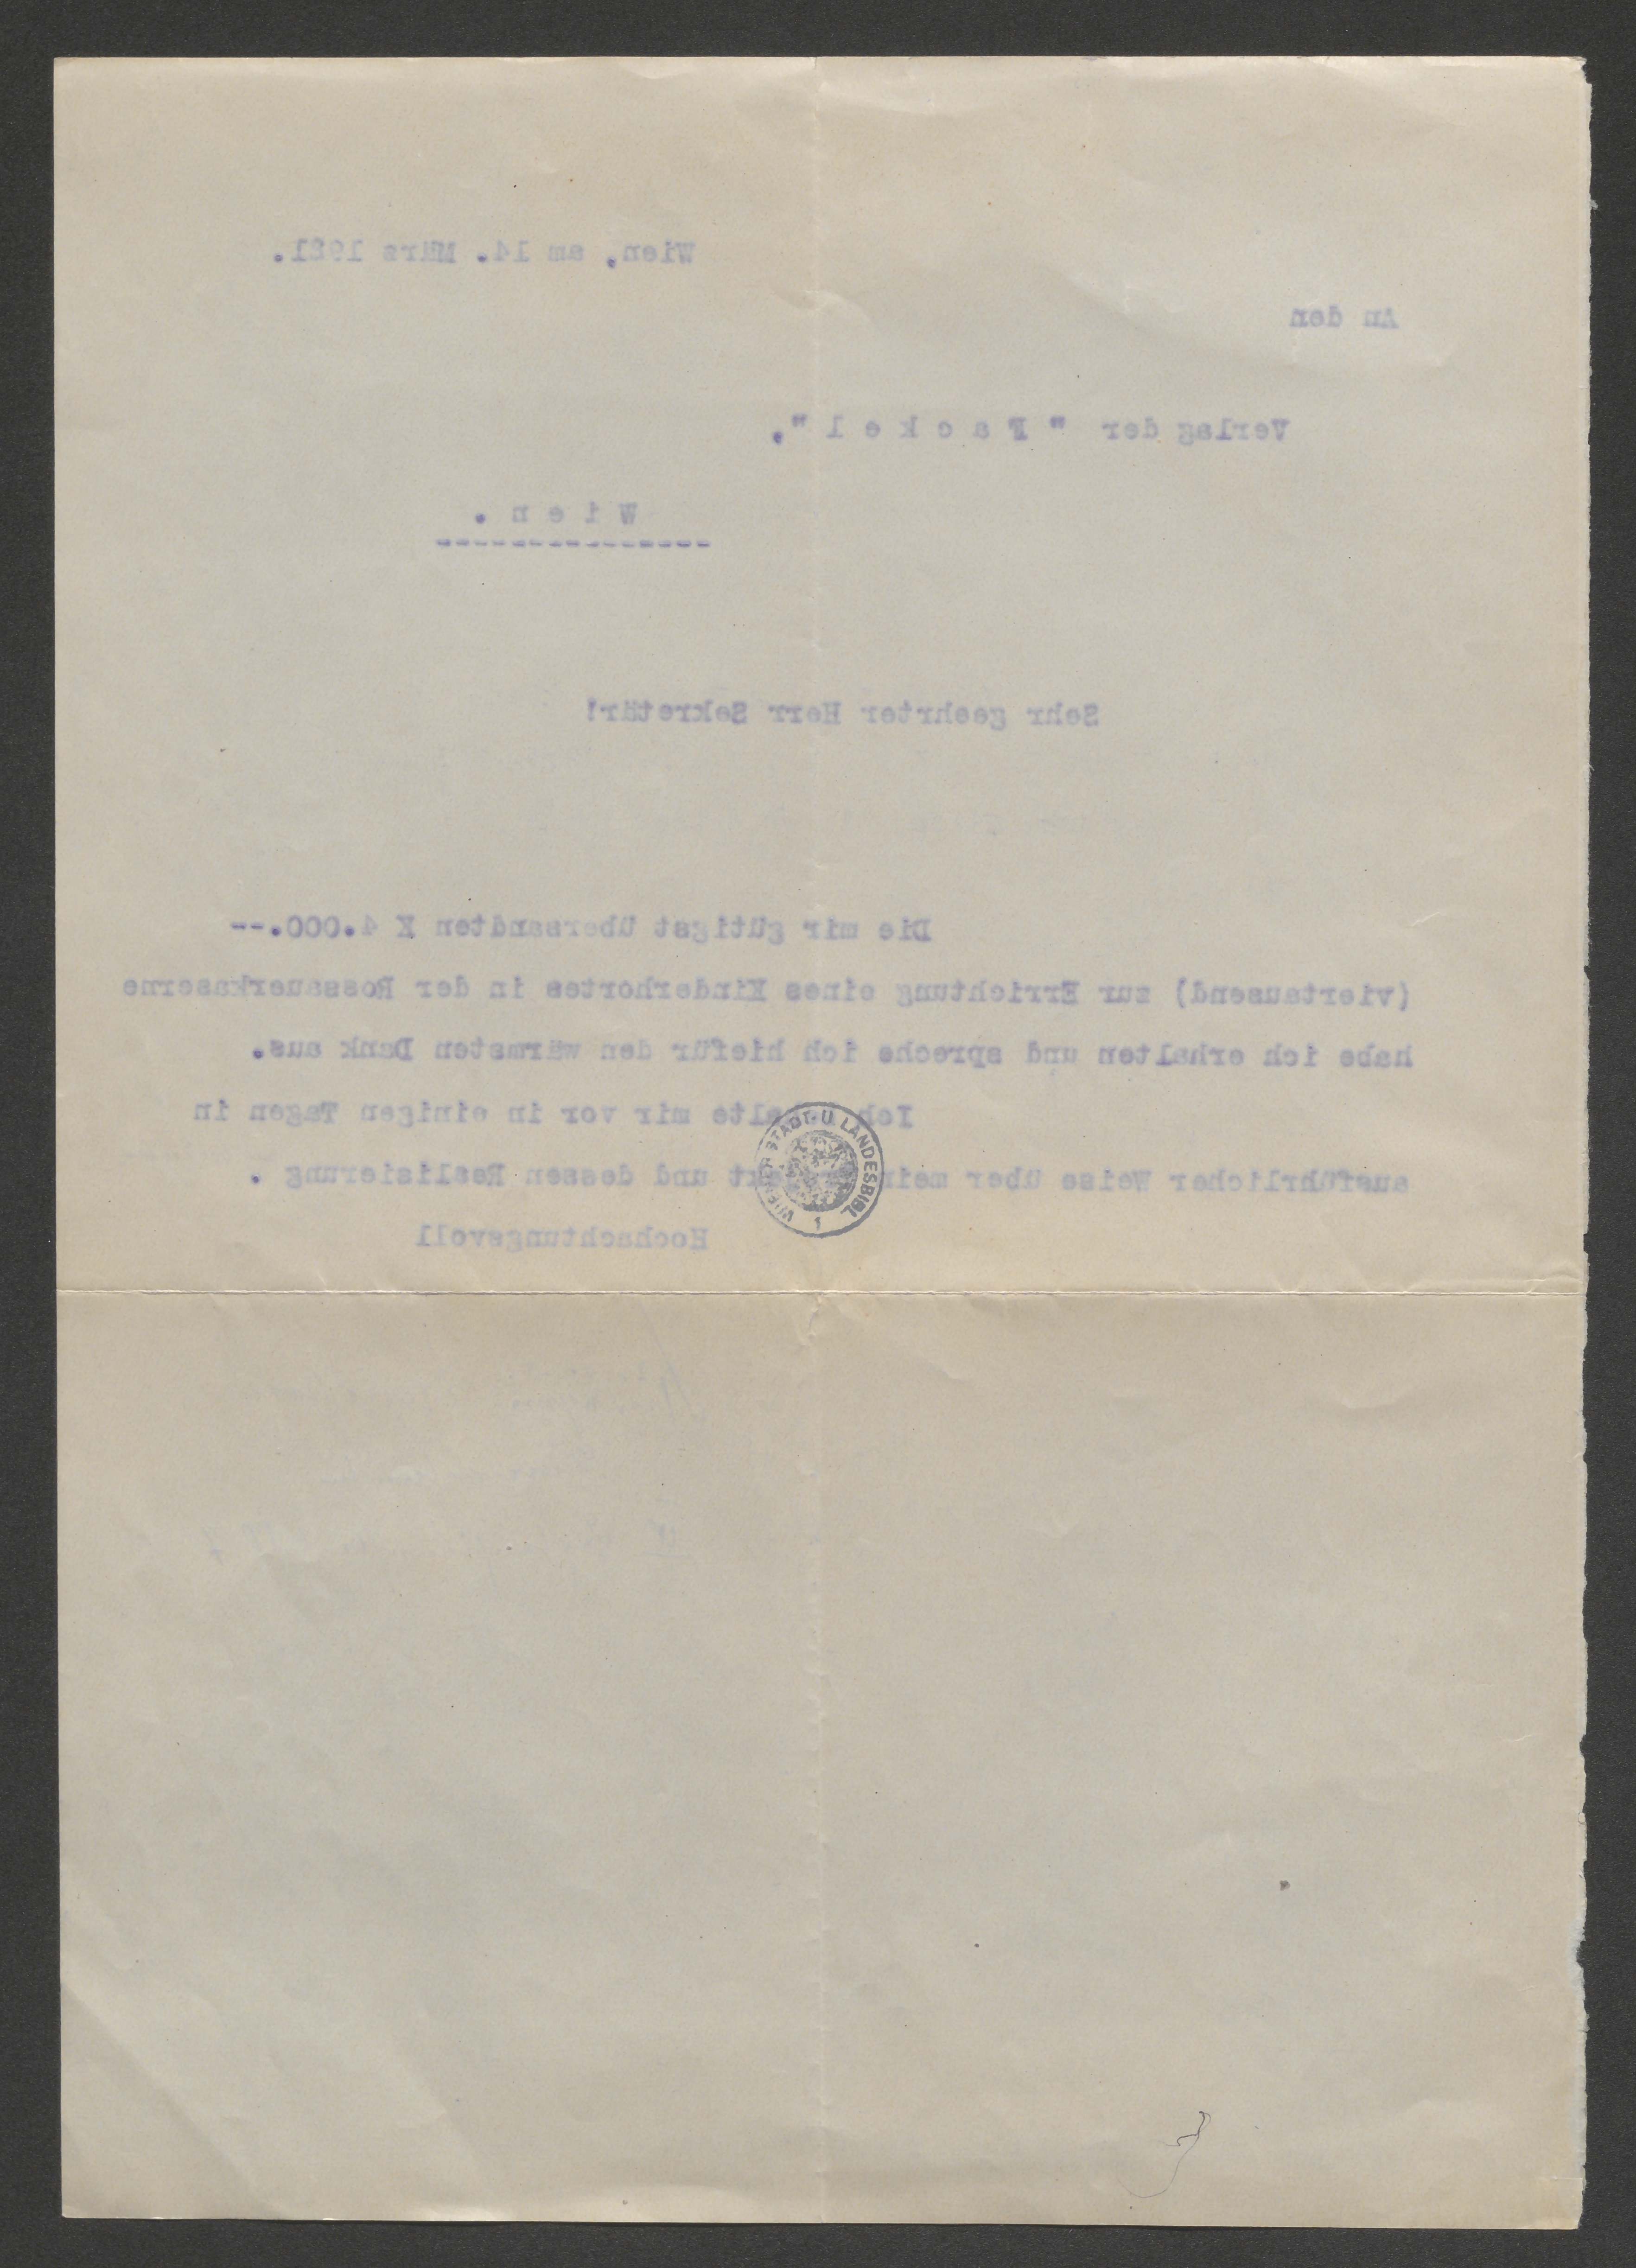 Wien, am 14. März 1921.
An den
Verlag der " F a c k e l ",
W i e n .
Sehr geehrter Herr Sekretär!
Die mir gütigst übersandten K 4.000.--
(viertausend) zur Errichtung eines Kinderhortes in der Rossauerkaserne
habe ich erhalten und spreche ich hiefür den wärmsten Dank aus.
Ich mir vor in einigen Tagen in
ausführlicher Weise über mein und dessen Realisierung .
Hochachtungsvoll
WIENER STADT U. LANDESBIBL.